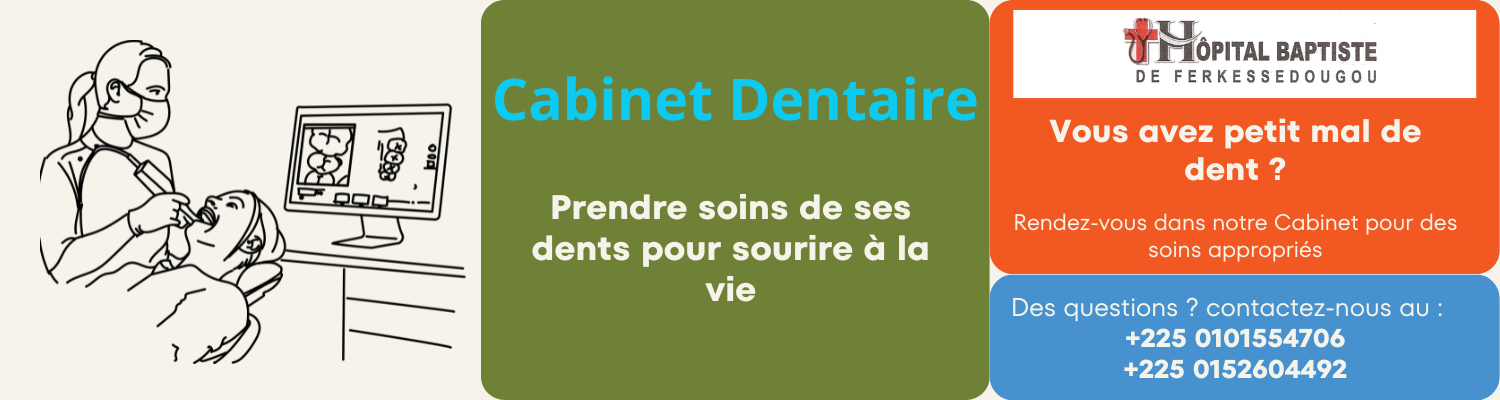 Cabinet Dentaire
Prendre soins de ses
dents pour sourire à la
vie
HÔPITAL BAPTISTE
DE FERKESSEDOUGOU
Vous avez petit mal de
dent ?
Rendez-vous dans notre Cabinet pour des
soins appropriés
Des questions ? contactez-nous au :
+225 0101554706
+225 0152604492